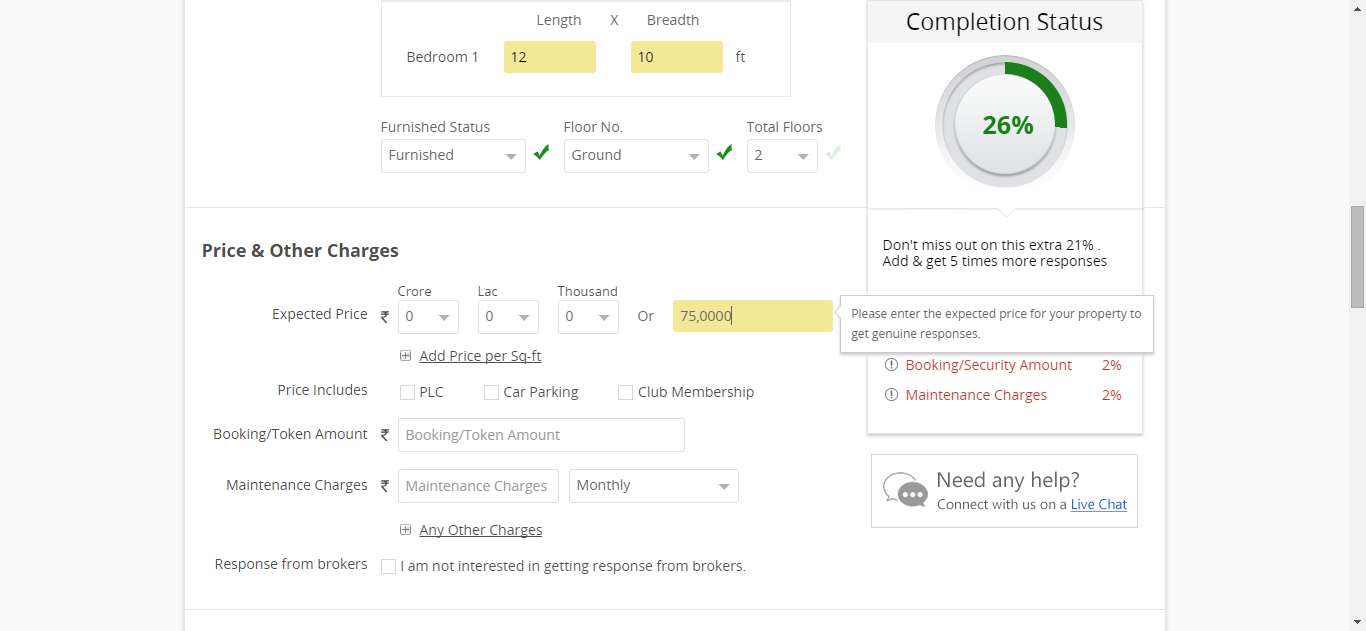 Length X Breadth
Bedroom 1 12 10 ft
Furnished Status Floor No. Total Floors
Furnished Ground 2
Price & Other Charges
Crore Lac Thousand
Expected Price ₹ 0 0 0 Or 75,0000
Add Price per Sq-ft
Price Includes PLC Car Parking Club Membership
Booking/Token Amount ₹ Booking/Token Amount
Maintenance Charges ₹ Maintenance Charges Monthly
Any Other Charges
Response from brokers I am not interested in getting response from brokers.
Completion Status
26%
Don't miss out on this extra 21% .
Add & get 5 times more responses
Please enter the expected price for your property to
get genuine responses.
Booking/Security Amount 2%
Maintenance Charges 2%
Need any help?
Connect with us on a Live Chat